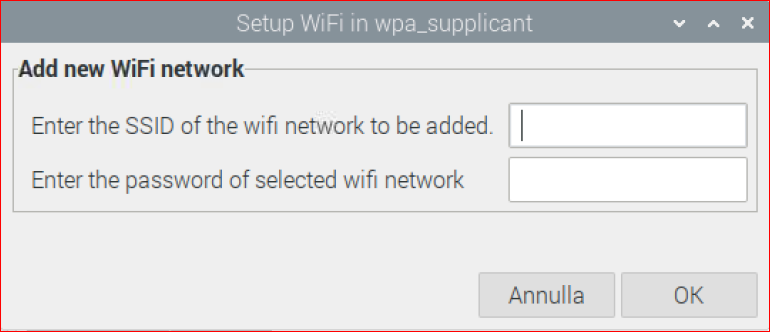 Setup WiFi in wpa_supplicant
Add new WiFi network
Enter the SSID of the wifi network to be added.
Enter the password of selected wifi network
Annulla OK